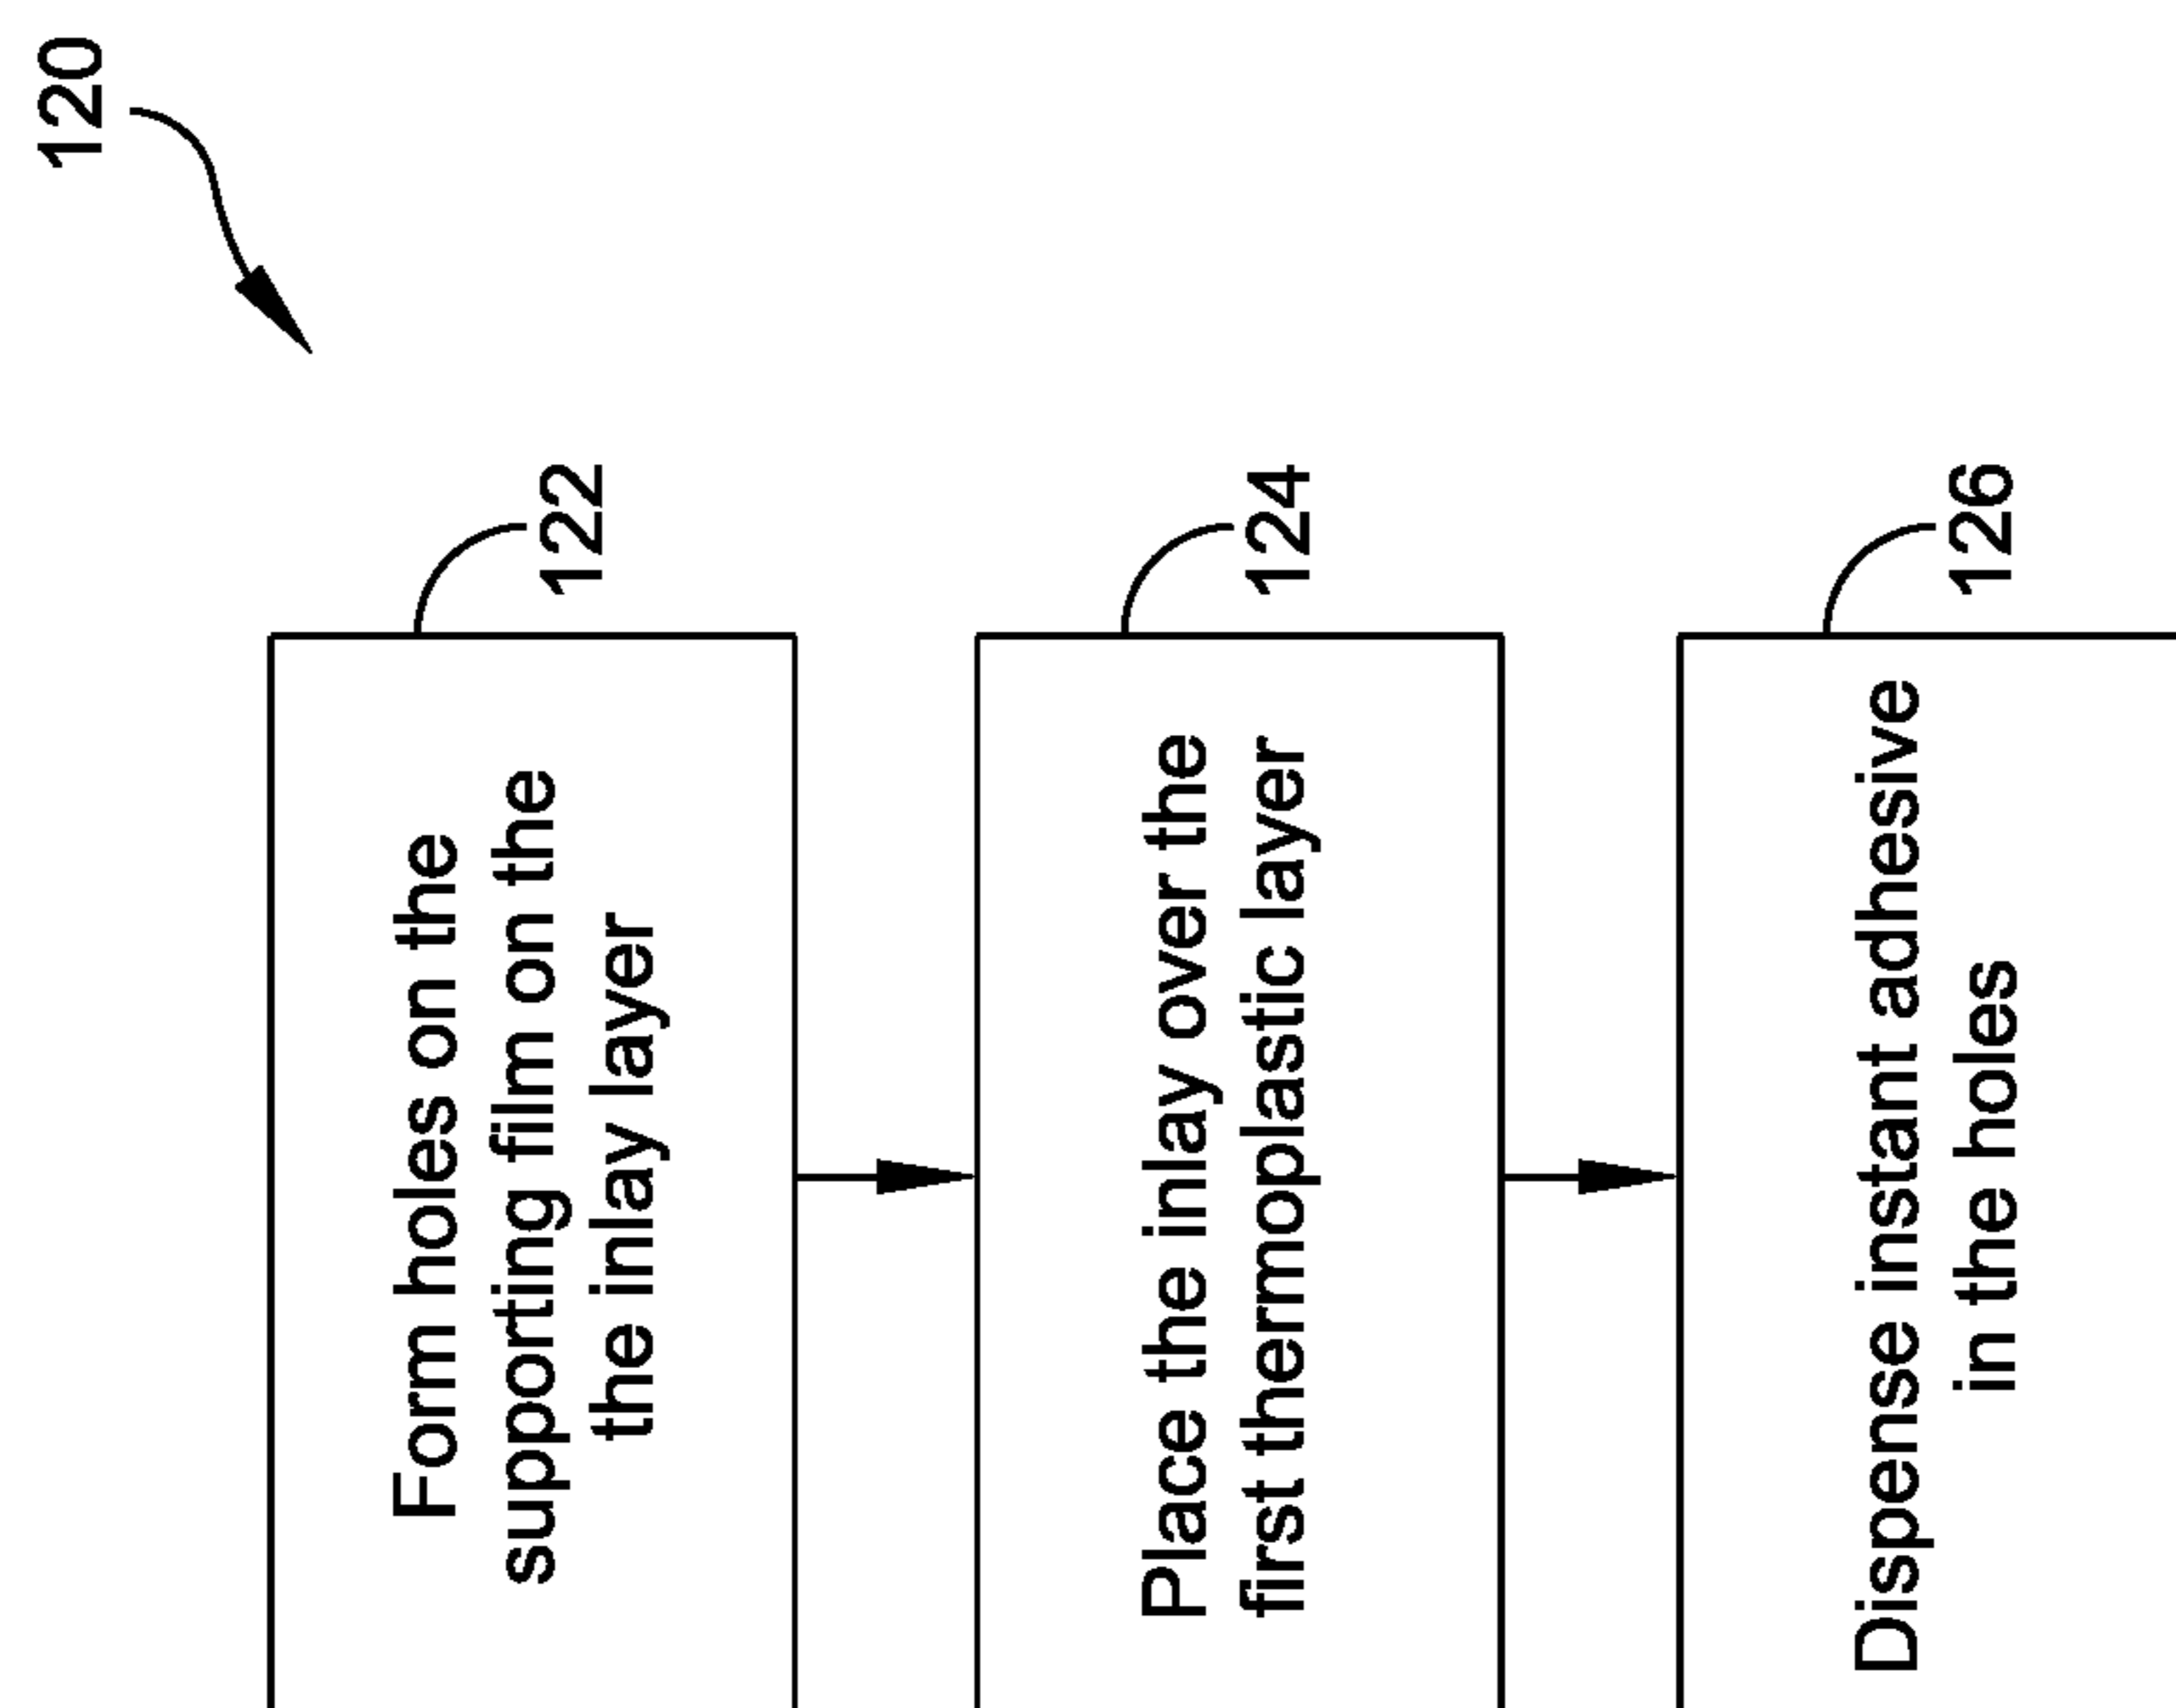 120
122
Form holes on the
supporting film on the
the inlay layer
124
Place the inlay over the
first thermoplastic layer
126
Dispense instant adhesive
in the holes